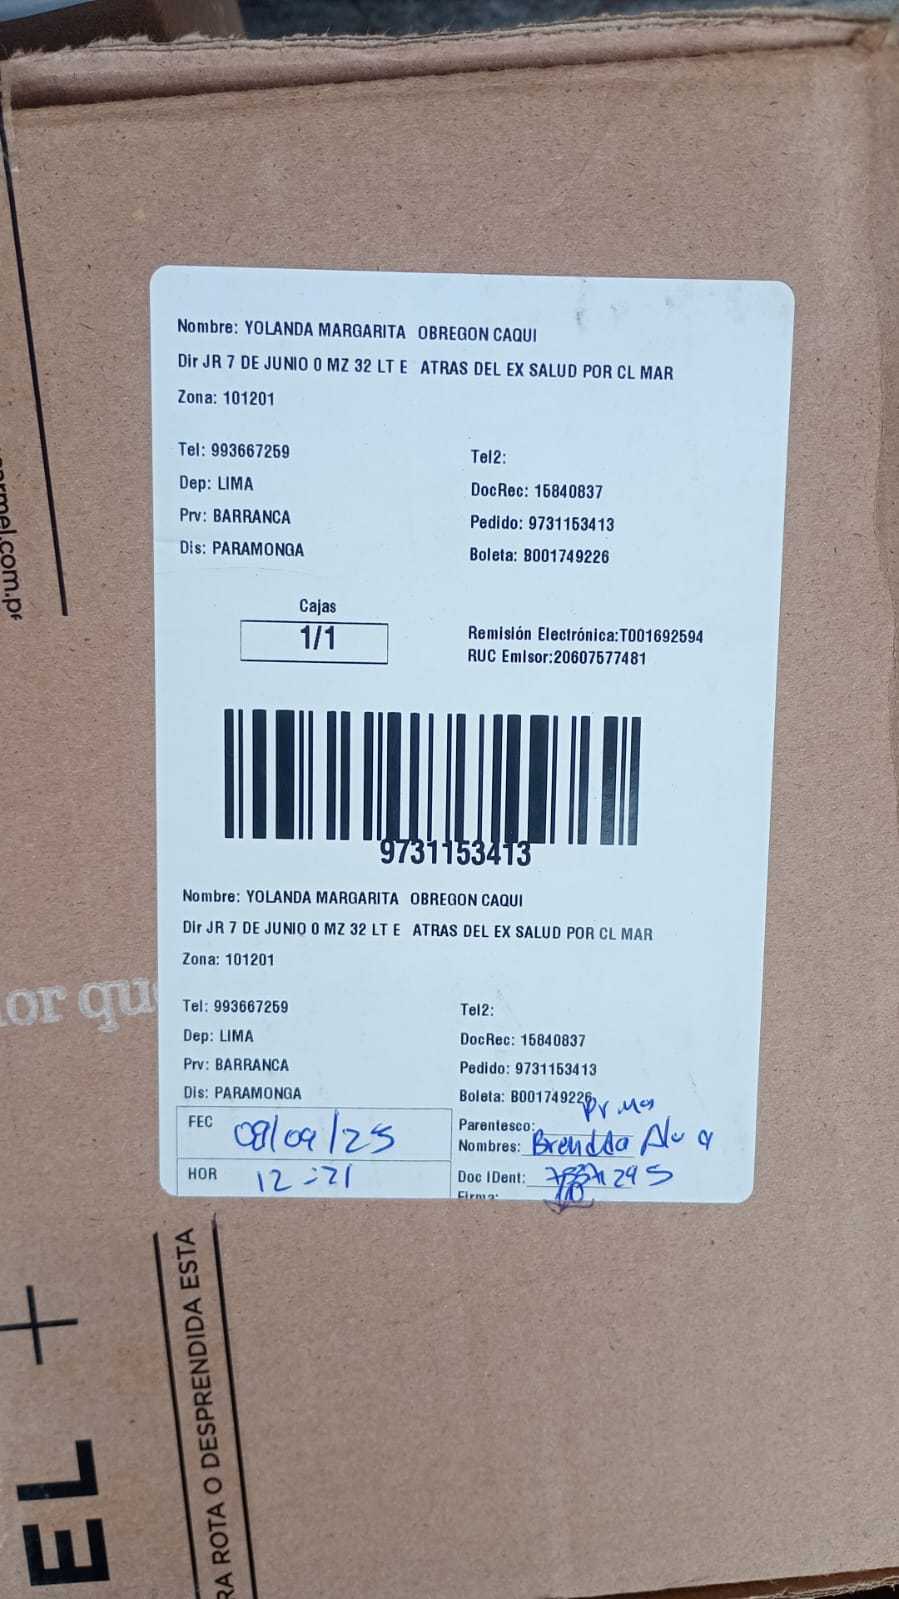 Nombre: YOLANDA MARGARITA OBREGON CAQUI
Dir JR 7 DE JUNIO 0 MZ 32 LT E ATRAS DEL EX SALUD POR CL MAR
Zona: 101201
Tel: 993667259
Tel2:
Dep: LIMA
DocRec: 15840837
Prv: BARRANCA
Pedido: 9731153413
Dis: PARAMONGA
Boleta: B001749226
Cajas
1/1
Remisión Electrónica:T001692594
RUC Emisor:20607577481
9731153413
Nombre: YOLANDA MARGARITA OBREGON CAQUI
Dir JR 7 DE JUNIO 0 MZ 32 LT E ATRAS DEL EX SALUD POR CL MAR
Zona: 101201
Tel: 993667259
Tel2:
Dep: LIMA
DocRec: 15840837
Prv: BARRANCA
Pedido: 9731153413
Dis: PARAMONGA
Boleta: B001749226
FEC 08/09/25
Parentesco:
Nombres: Brendda
HOR 12:21
Doc IDent:
Firma:
or qu
EL +
RA ROTA O DESPRENDIDA ESTA